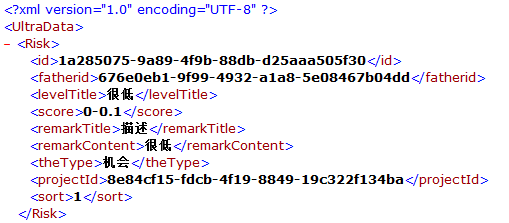 <?xml version="1.0" encoding="UTF-8" ?>
<UltraData>
- <Risk>
<id>1a285075-9a89-4f9b-88db-d25aaa505f30</id>
<fatherid>676e0eb1-9f99-4932-a1a8-5e08467b04dd</fatherid>
<levelTitle>很低</levelTitle>
<score>0-0.1</score>
<remarkTitle>描述</remarkTitle>
<remarkContent>很低</remarkContent>
<theType>机会</theType>
<projectId>8e84cf15-fdcb-4f19-8849-19c322f134ba</projectId>
<sort>1</sort>
</Risk>